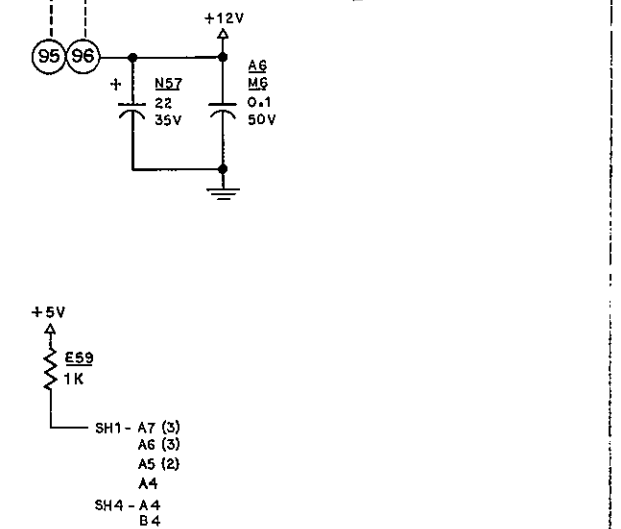 +12V
95 96
+ N57
22
35V
A6
M6
0.1
50V
+5V
E59
1K
SH1- A7 (3)
A6 (3)
A5 (2)
A4
SH4 - A4
B4